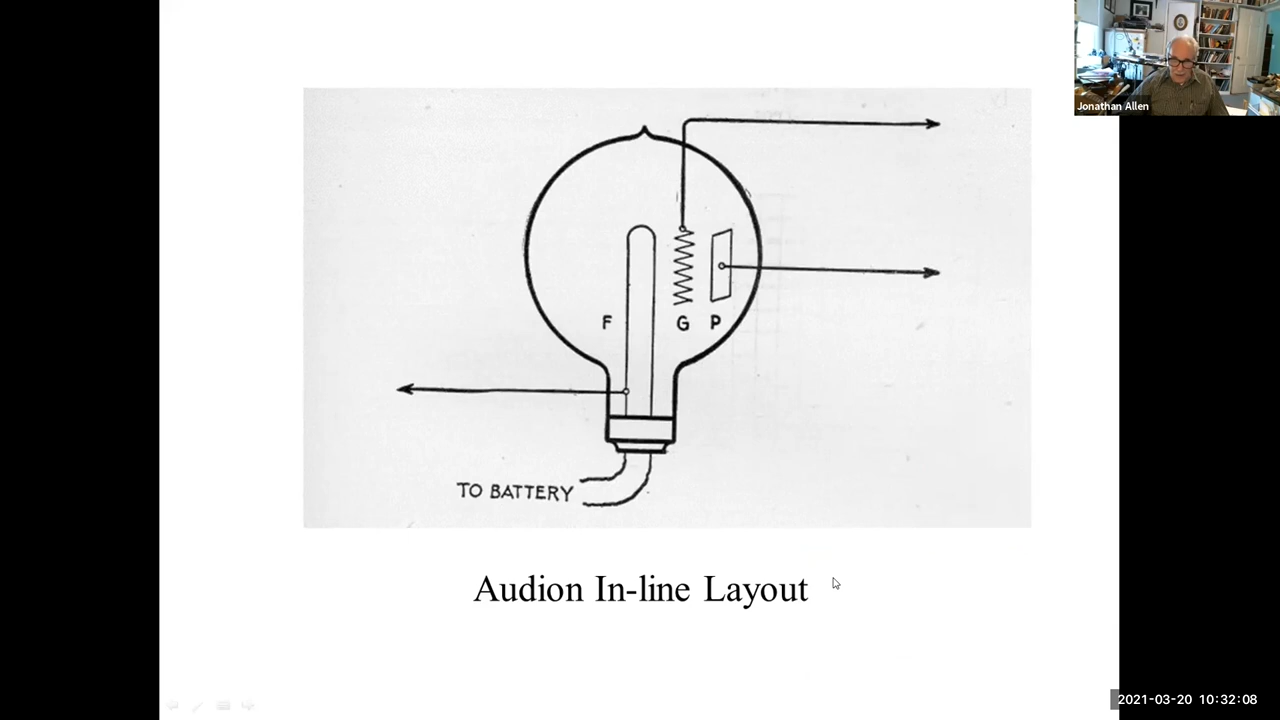 Jonathan Allen
F G P
TO BATTERY
Audion In-line Layout
2021-03-20 10:32:08